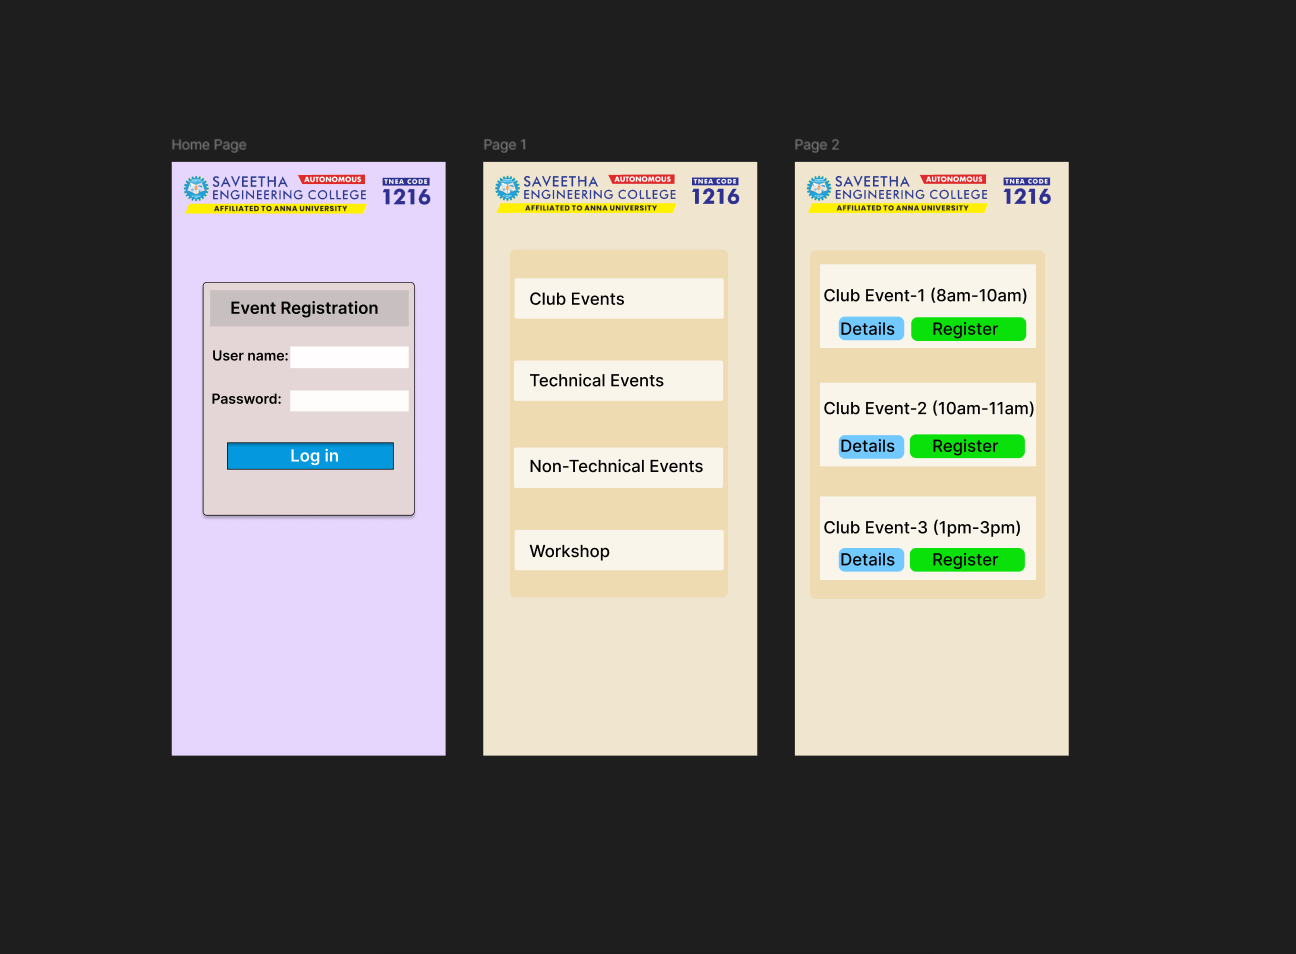 Home Page
SAVEETHA AUTONOMOUS
ENGINEERING COLLEGE
AFFILIATED TO ANNA UNIVERSITY
TNEA CODE
1216
Event Registration
User name:
Password:
Log in
Page 1
SAVEETHA AUTONOMOUS
ENGINEERING COLLEGE
AFFILIATED TO ANNA UNIVERSITY
TNEA CODE
1216
Club Events
Technical Events
Non-Technical Events
Workshop
Page 2
SAVEETHA AUTONOMOUS
ENGINEERING COLLEGE
AFFILIATED TO ANNA UNIVERSITY
TNEA CODE
1216
Club Event-1 (8am-10am)
Details Register
Club Event-2 (10am-11am)
Details Register
Club Event-3 (1pm-3pm)
Details Register